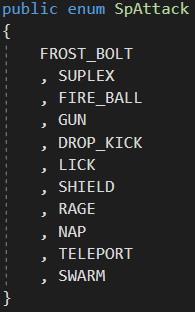 public enum SpAttack
{
FROST_BOLT
, SUPLEX
, FIRE_BALL
, GUN
, DROP_KICK
, LICK
, SHIELD
, RAGE
, NAP
, TELEPORT
, SWARM
}